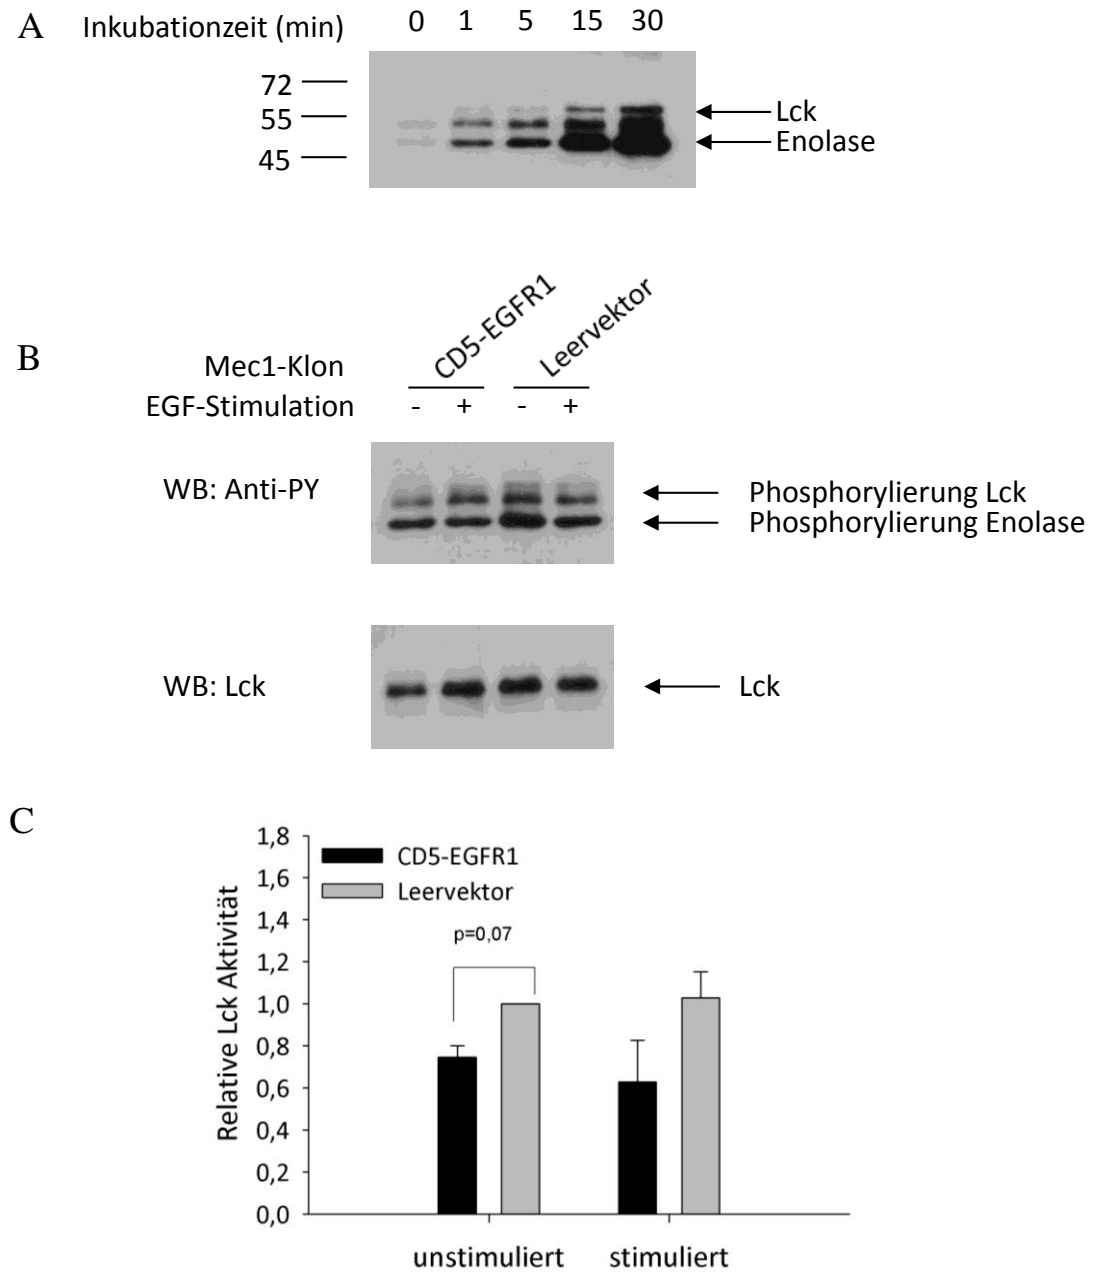 A
Inkubationzeit (min) 0 1 5 15 30
72
55
45
Lck
Enolase
B
CD5-EGFR1
Leervektor
Mec1-Klon
EGF-Stimulation - + - +
WB: Anti-PY
Phosphorylierung Lck
Phosphorylierung Enolase
WB: Lck
Lck
C
Relative Lck Aktivität
1,8
1,6
1,4
1,2
1,0
0,8
0,6
0,4
0,2
0,0
CD5-EGFR1
Leervektor
p=0,07
unstimuliert stimuliert